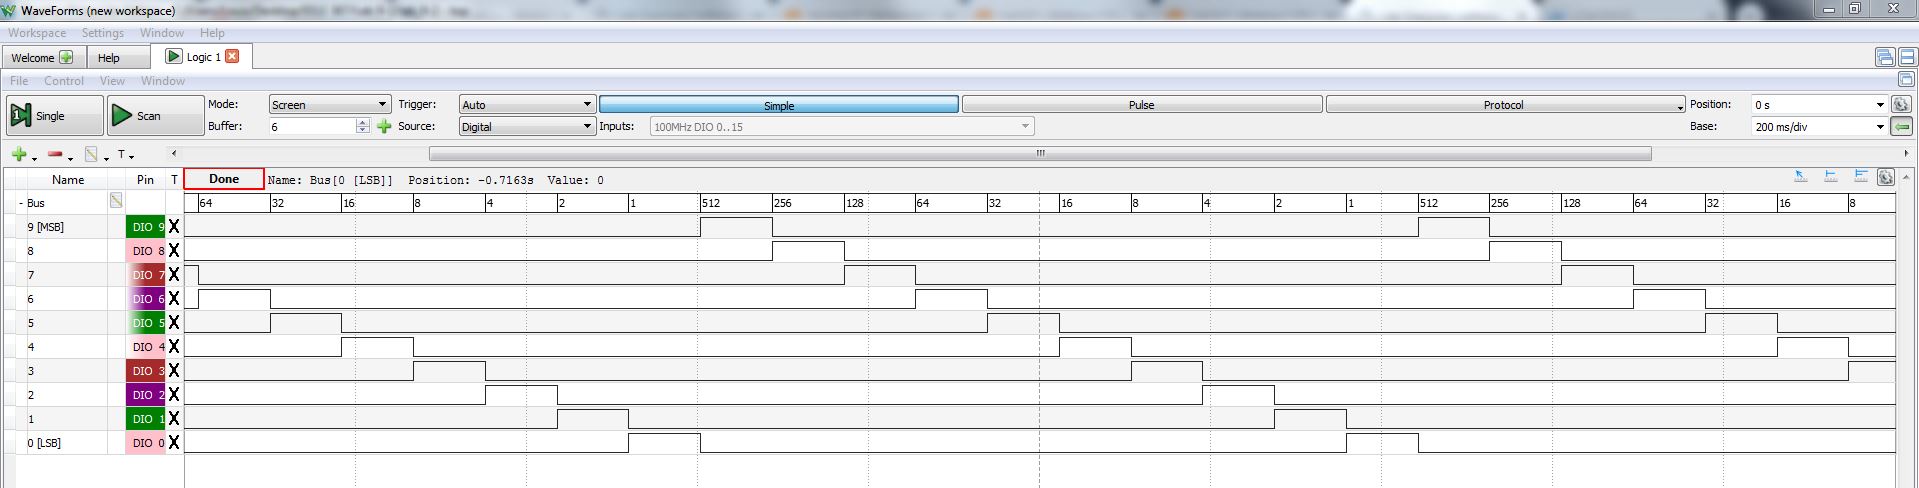 WaveForms (new workspace)
Workspace Settings Window Help
Welcome Help Logic 1
File Control View Window
Single Scan Mode: Screen Trigger: Auto Simple Pulse Protocol Position: 0 s
Buffer: 6 Source: Digital Inputs: 100MHz DIO 0..15 Base: 200 ms/div
T
Name Pin T Done Name: Bus[0 [LSB]] Position: -0.7163s Value: 0
- Bus 64 32 16 8 4 2 1 512 256 128 64 32 16 8 4 2 1 512 256 128 64 32 16 8
9 [MSB] DIO 9 X
8 DIO 8 X
7 DIO 7 X
6 DIO 6 X
5 DIO 5 X
4 DIO 4 X
3 DIO 3 X
2 DIO 2 X
1 DIO 1 X
0 [LSB] DIO 0 X